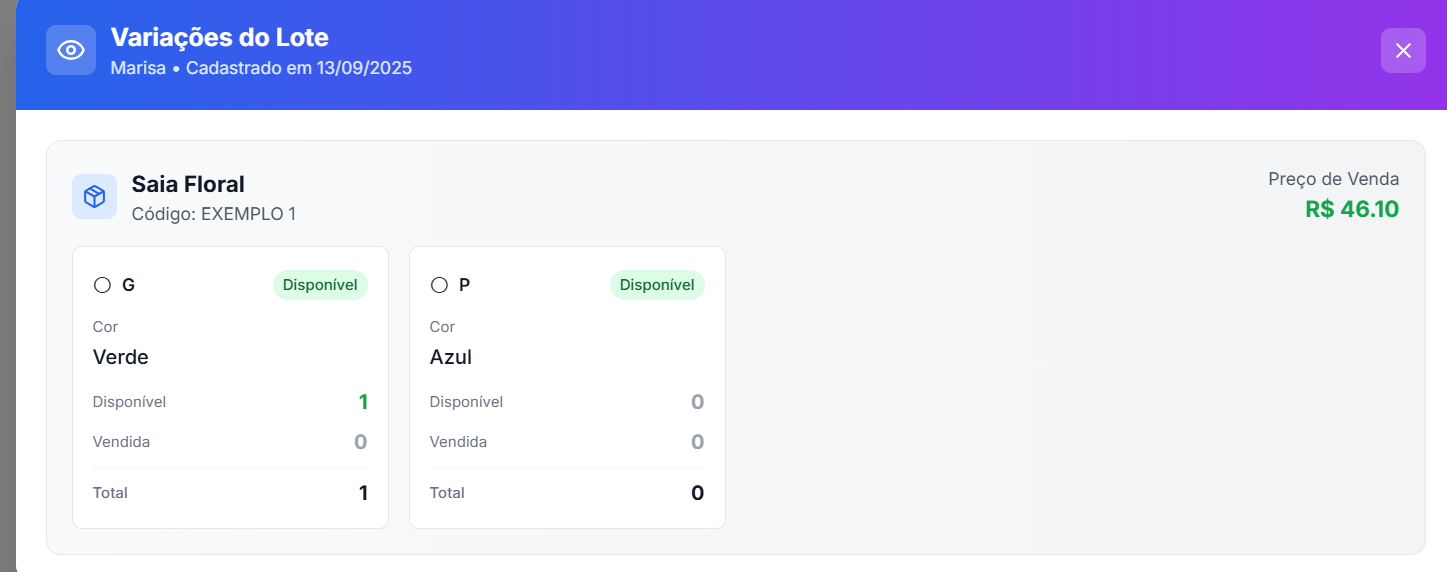 Variações do Lote
Marisa • Cadastrado em 13/09/2025
Saia Floral
Código: EXEMPLO 1
Preço de Venda
R$ 46.10
G
Disponível
Cor
Verde
Disponível 1
Vendida 0
Total 1
P
Disponível
Cor
Azul
Disponível 0
Vendida 0
Total 0